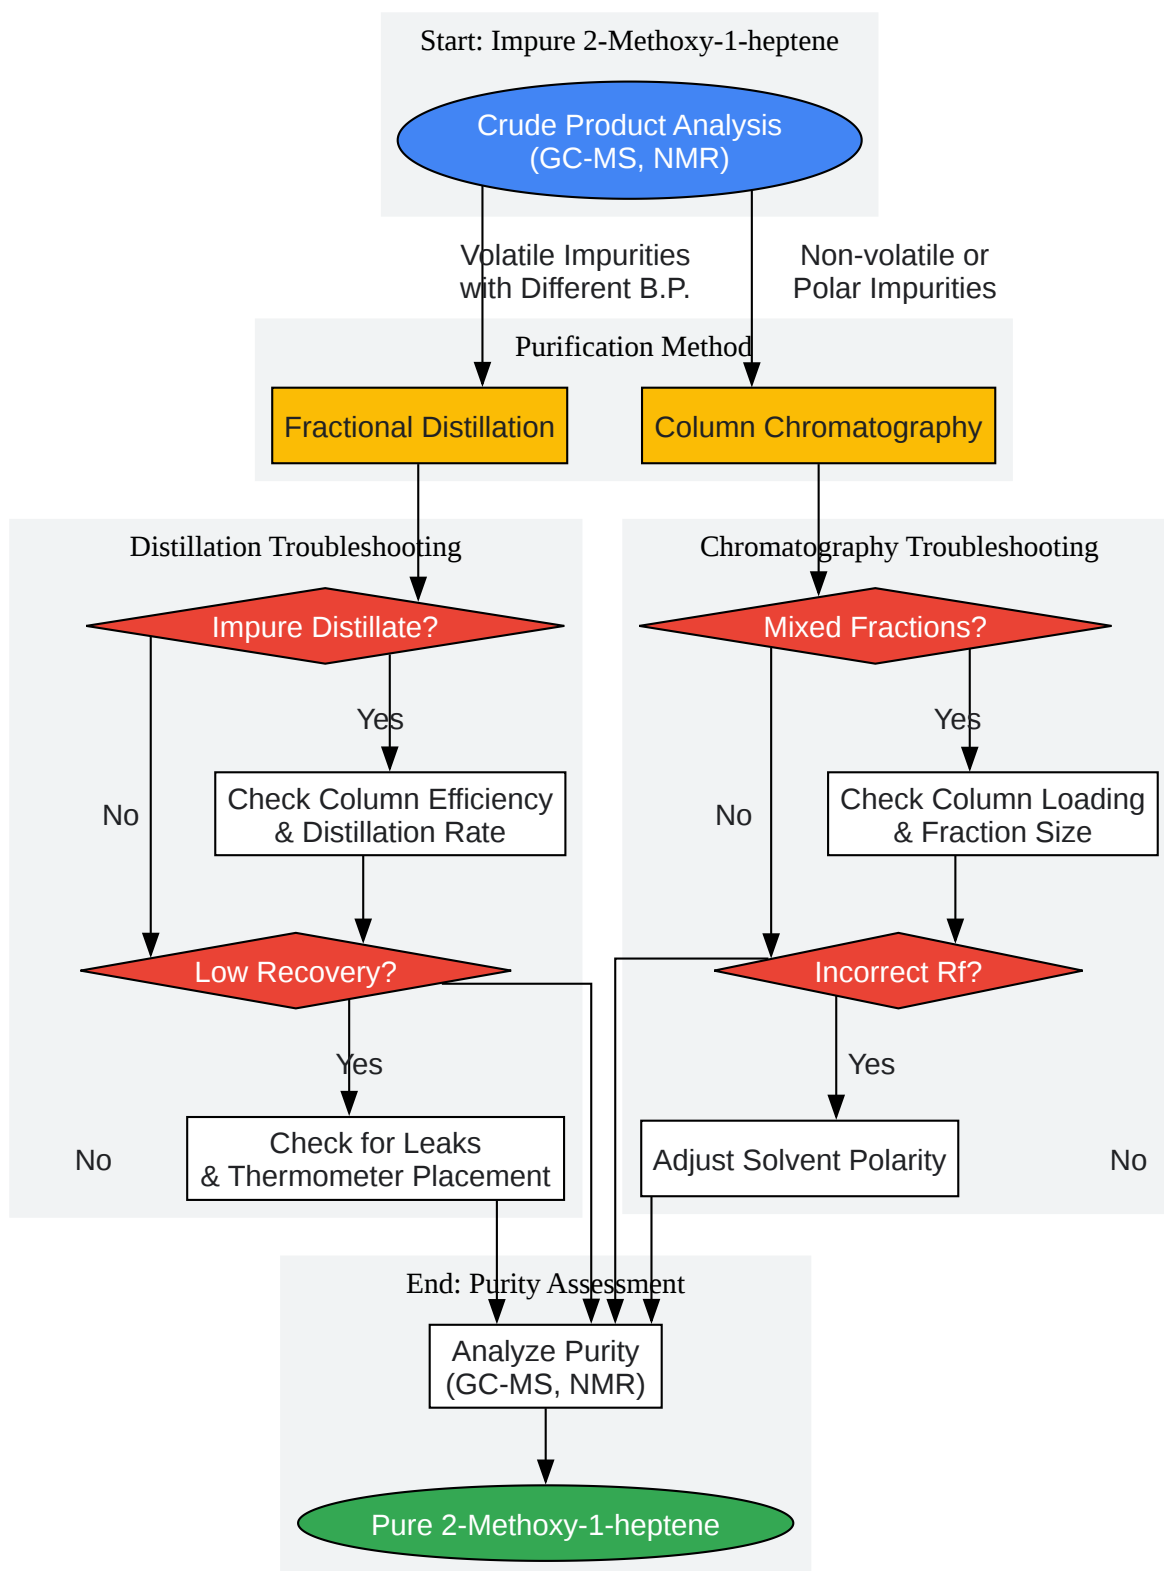 Start: Impure 2-Methoxy-1-heptene
Crude Product Analysis
(GC-MS, NMR)
Volatile Impurities
with Different B.P.
Non-volatile or
Polar Impurities
Purification Method
Fractional Distillation
Column Chromatography
Distillation Troubleshooting
Impure Distillate?
Yes
No
Check Column Efficiency
& Distillation Rate
Low Recovery?
Yes
No
Check for Leaks
& Thermometer Placement
Chromatography Troubleshooting
Mixed Fractions?
Yes
No
Check Column Loading
& Fraction Size
Incorrect Rf?
Yes
Adjust Solvent Polarity
No
End: Purity Assessment
Analyze Purity
(GC-MS, NMR)
Pure 2-Methoxy-1-heptene